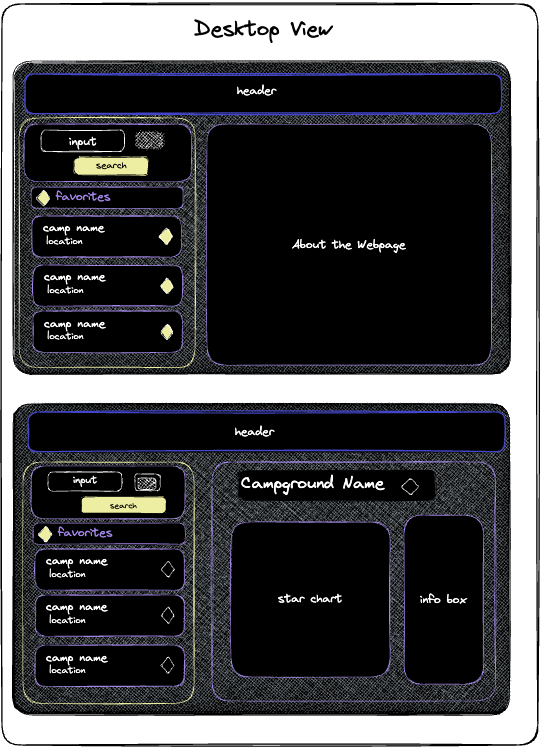 Desktop View
header
input
search
favorites
camp name
location
camp name
location
camp name
location
About the Webpage
header
input
search
favorites
camp name
location
camp name
location
camp name
location
Campground Name
star chart
info box